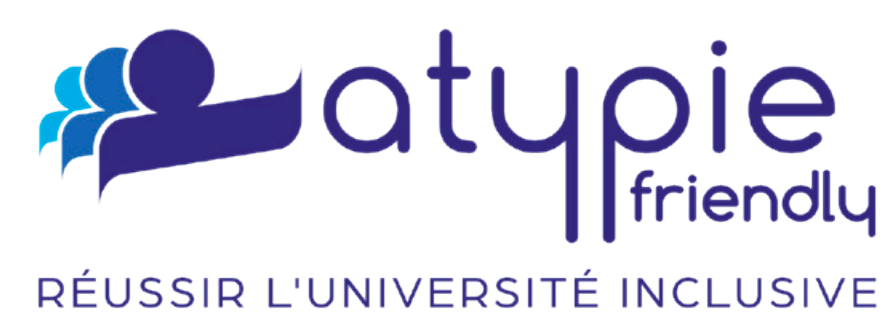 atypie
friendly
RÉUSSIR L'UNIVERSITÉ INCLUSIVE